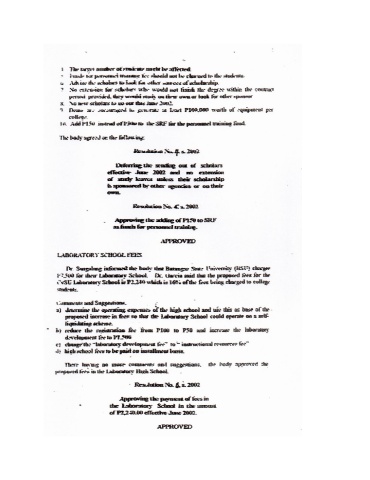 3. The target number of students might be affected.
Funds for personnel training fee should not be charged to the students.
6. Advise the scholars to look for other sources of scholarship.
7. No extension for scholars who would not finish the degree within the contract
period provided, they would study on their own or look for other sponsor
8. No new scholars to go out this June 2002.
9. Deans are encouraged to generate at least P100,000 worth of equipment per
college.
10. Add P150 instead of to the SRF for the personnel training fund.
The body agreed on the following:
Resolution No. s. 2002
Deferring the sending out of scholars
effective June 2002 and no extension
of study leaves unless their scholarship
is sponsored by other agencies or on their
own.
Resolution No. s. 2002
Approving the adding of P150 to SRF
as funds for personnel training.
APPROVED
LABORATORY SCHOOL FEES
Dr. informed the body that Batangas State University (BSU) charges
P7,500 for their Laboratory School. Dr. said that the proposed fees for the
Laboratory School is P2,240 which is of the fees being charged to college
students.
Comments and Suggestions.
a) determine the operating expenses of the high school and use this as base of the
proposed increase in fees so that the Laboratory School could operate on a self-
liquidating scheme.
b) reduce the registration fee from P100 to P50 and increase the laboratory
development fee to
c) change the "laboratory development fee" to "instructional resources fee"
d) high school fees to be paid on installment basis.
There having no more comments and suggestions, the body approved the
proposed fees in the Laboratory High School.
Resolution No. s. 2002
Approving the payment of fees in
the Laboratory School in the amount
of P2,240.00 effective June 2002.
APPROVED